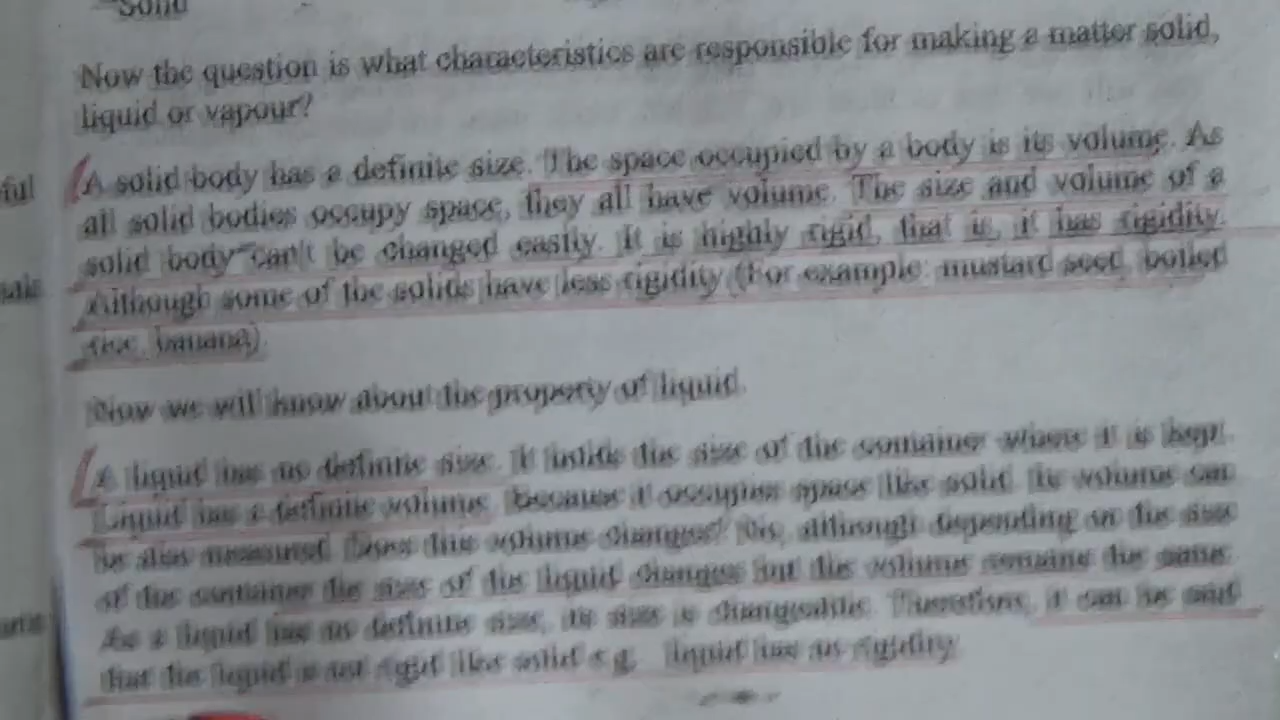 Solid
Now the question is what characteristics are responsible for making a matter solid,
liquid or vapour?
ful
A solid body has a definite size. The space occupied by a body is its volume. As
all solid bodies occupy space, they all have volume. The size and volume of a
solid body can't be changed easily. It is highly rigid, that is, it has rigidity.
Although some of the solids have less rigidity (For example: mustard seed, boiled
banana)
Now we will know about the property of liquid.
A liquid has no definite size. It the size of the container where it is kept.
Liquid has a definite volume. Because it occupies space like solid. Its volume can
be also measured. Does this volume changes? No, although depending on the size
of the container the size of the liquid changes but the volume remains the same.
As a liquid has no definite size, its size is changeable. Therefore, it can be said
that the liquid is not rigid like solid e.g. liquid has no rigidity.